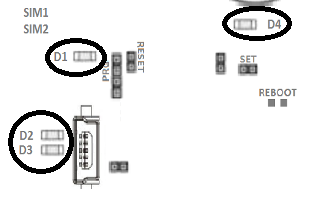 SIM1
SIM2
D4
D1
PRG
RESET
SET
REBOOT
D2
D3